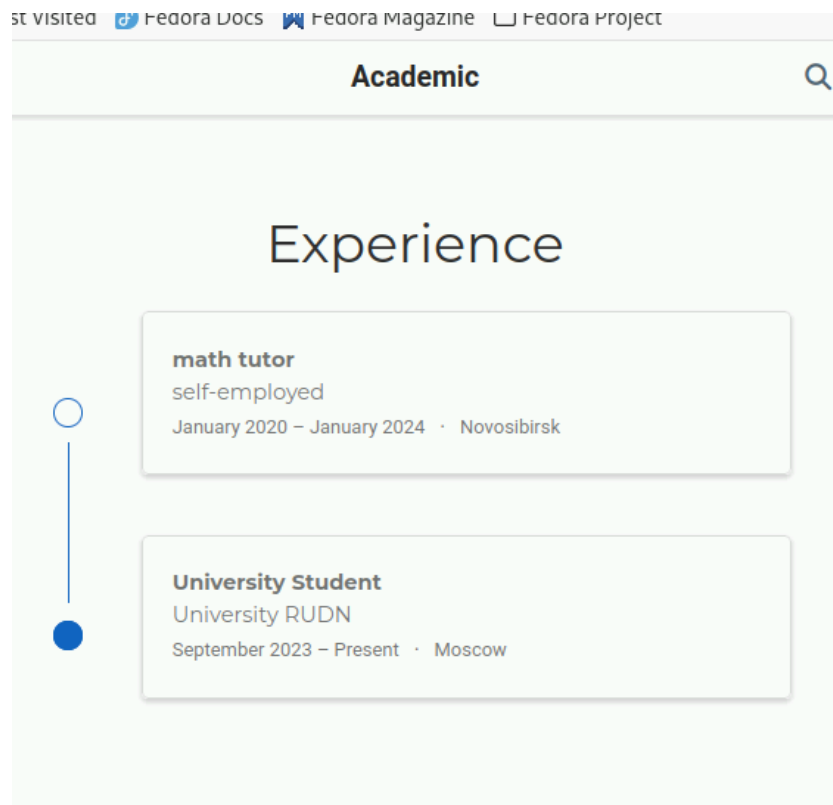 st Visited Fedora Docs Fedora Magazine Fedora Project
Academic
Experience
math tutor
self-employed
January 2020 – January 2024 · Novosibirsk
University Student
University RUDN
September 2023 – Present · Moscow